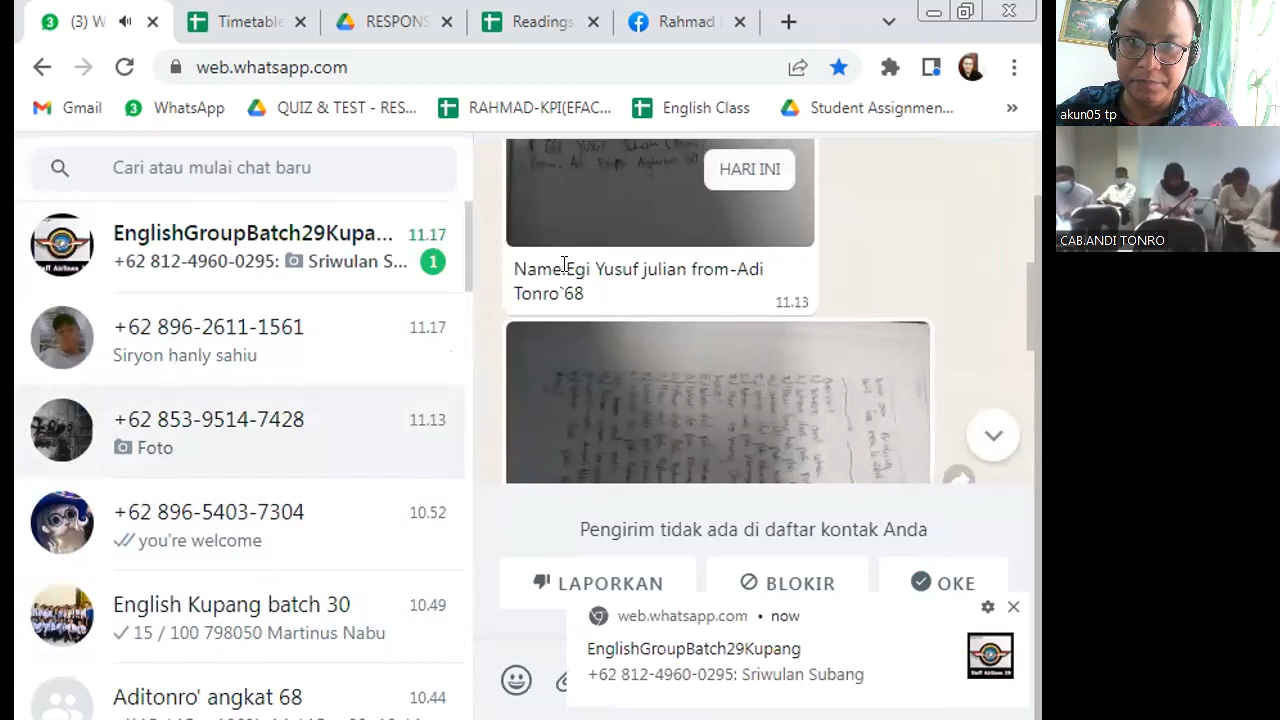 (3) W
Timetable
RESPONS
Readings
Rahmad
web.whatsapp.com
Gmail
WhatsApp
QUIZ & TEST - RES...
RAHMAD-KPI(EFAC...
English Class
Student Assignmen...
»
Cari atau mulai chat baru
EnglishGroupBatch29Kupa...
11.17
+62 812-4960-0295: Sriwulan S...
1
+62 896-2611-1561
11.17
Siryon hanly sahiu
+62 853-9514-7428
11.13
Foto
+62 896-5403-7304
10.52
you're welcome
English Kupang batch 30
10.49
15 / 100 798050 Martinus Nabu
Aditonro' angkat 68
10.44
HARI INI
Name:Egi Yusuf julian from-Adi
Tonro`68
11.13
Pengirim tidak ada di daftar kontak Anda
LAPORKAN
BLOKIR
OKE
web.whatsapp.com • now
EnglishGroupBatch29Kupang
+62 812-4960-0295: Sriwulan Subang
akun05 tp
CAB.ANDI TONRO